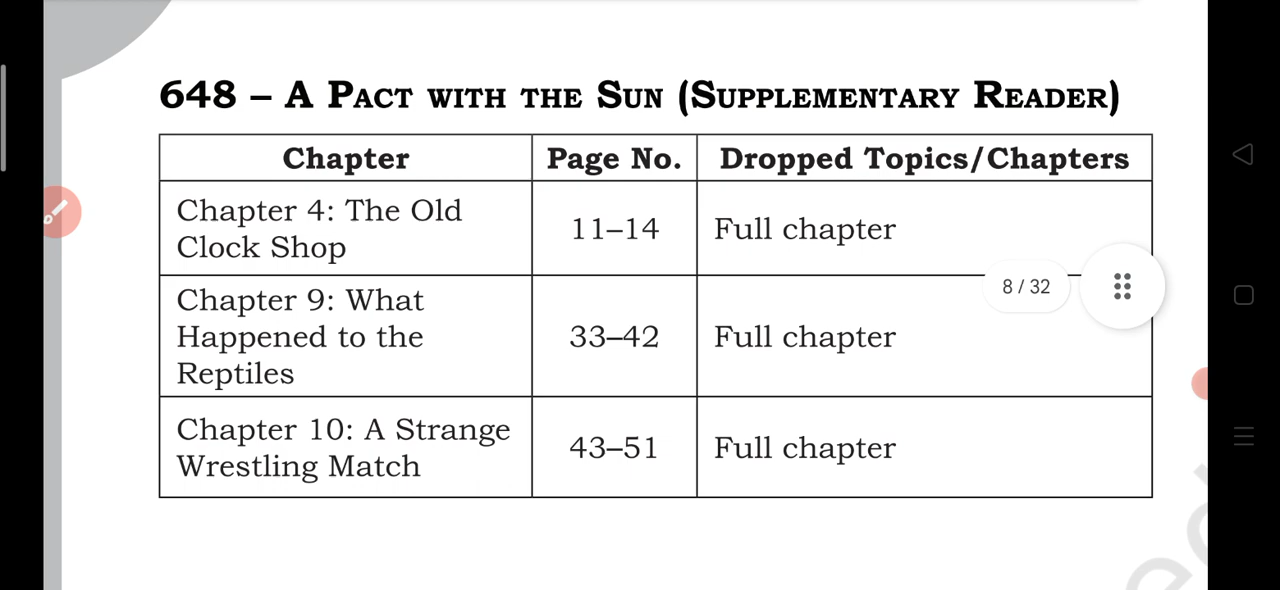 648 – A Pact with the Sun (Supplementary Reader)
Chapter Page No. Dropped Topics/Chapters
Chapter 4: The Old
Clock Shop
11–14 Full chapter
8 / 32
Chapter 9: What
Happened to the
Reptiles
33–42 Full chapter
Chapter 10: A Strange
Wrestling Match
43–51 Full chapter